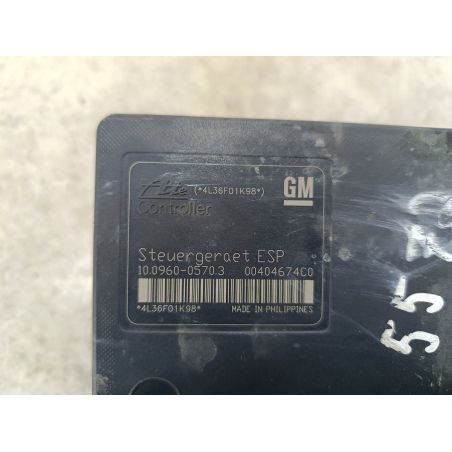 Ate (*4L36F01K98*) GM
Controller
Steuergeraet ESP
10.0960-0570.3 00404674C0
*4L36F01K98* MADE IN PHILIPPINES
55